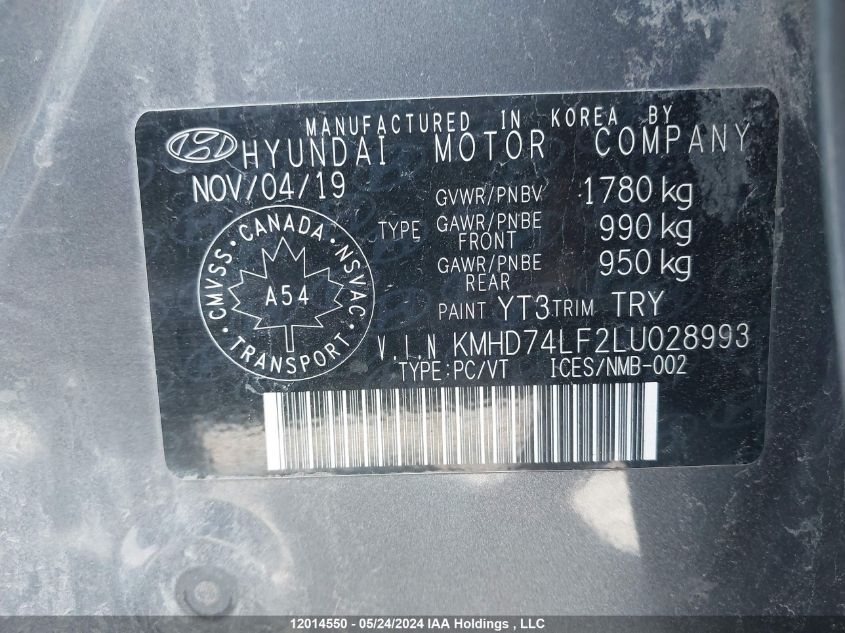 MANUFACTURED IN KOREA BY
HYUNDAI MOTOR COMPANY
NOV/04/19
GVWR/PNBV 1780 kg
TYPE GAWR/PNBE FRONT 990 kg
GAWR/PNBE REAR 950 kg
PAINT YT3 TRIM TRY
CMVSS · CANADA · NSVAC · TRANSPORT ·
A54
V.I.N KMHD74LF2LU028993
TYPE:PC/VT ICES/NMB-002
12014550 - 05/24/2024 IAA Holdings , LLC